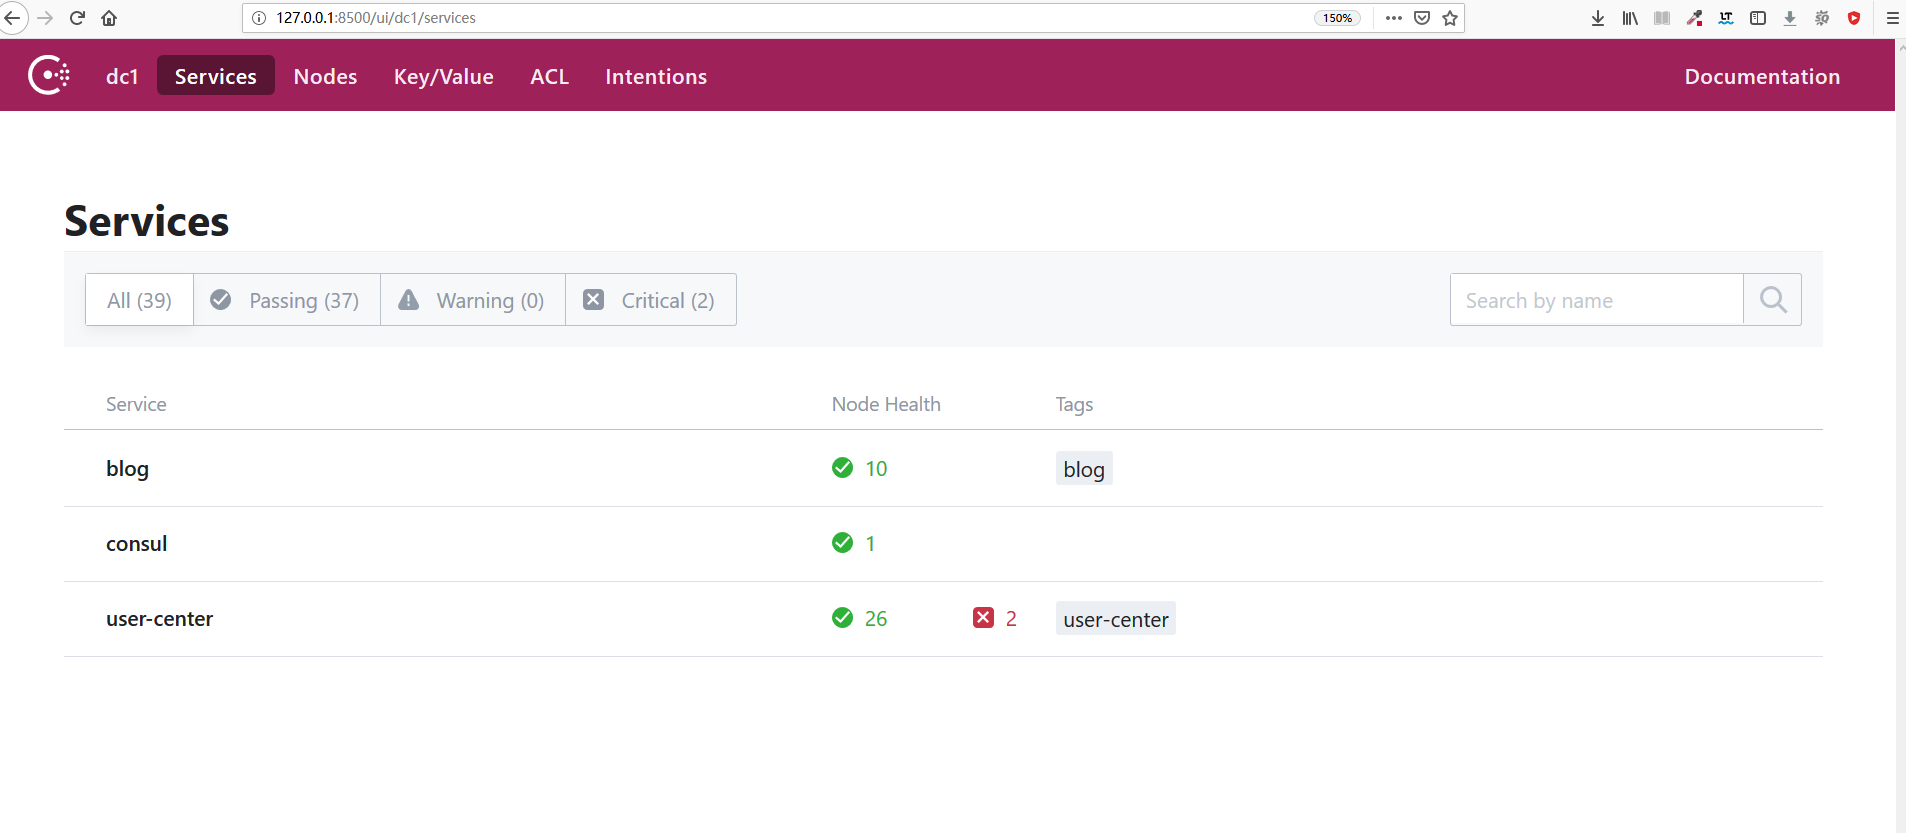 127.0.0.1:8500/ui/dc1/services 150%
dc1 Services Nodes Key/Value ACL Intentions Documentation
Services
All (39) Passing (37) Warning (0) Critical (2) Search by name
Service Node Health Tags
blog 10 blog
consul 1
user-center 26 2 user-center